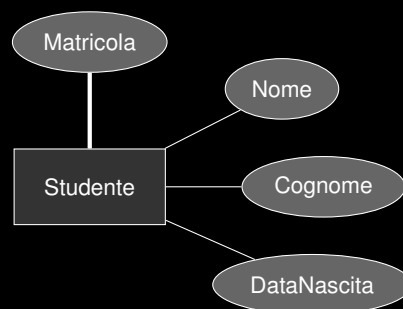 Matricola
Nome
Studente
Cognome
DataNascita